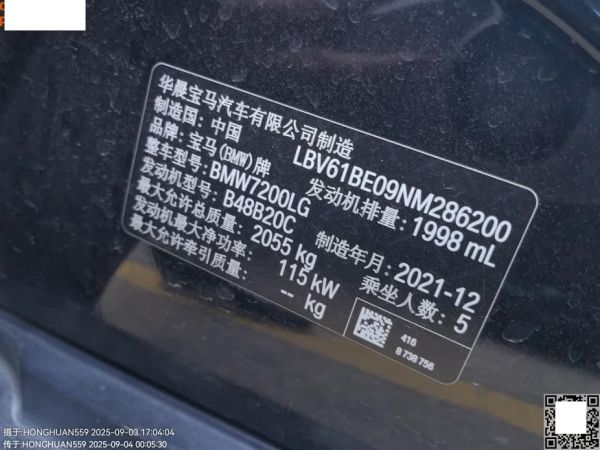 华晨宝马汽车有限公司制造
制造国: 中国
LBV61BE09NM286200
品牌: 宝马(BMW)牌
整车型号: BMW7200LG
发动机排量: 1998 mL
发动机型号: B48B20C
最大允许总质量: 2055 kg
制造年月: 2021-12
发动机最大净功率: 115 kW
乘坐人数: 5
最大允许牵引质量: -- kg
416
8 738 756
摄于: HONGHUAN559 2025-09-03 17:04:04
传于: HONGHUAN559 2025-09-04 00:05:30